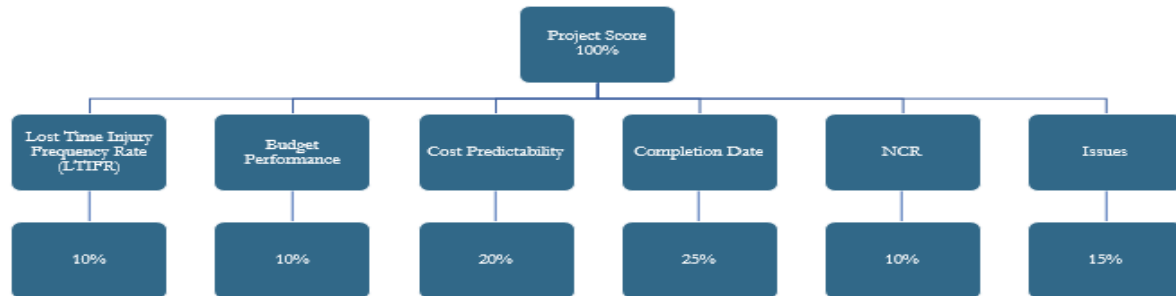 Project Score
100%
Lost Time Injury
Frequency Rate
(LTIFR)
Budget
Performance
Cost Predictability
Completion Date
NCR
Issues
10%
10%
20%
25%
10%
15%